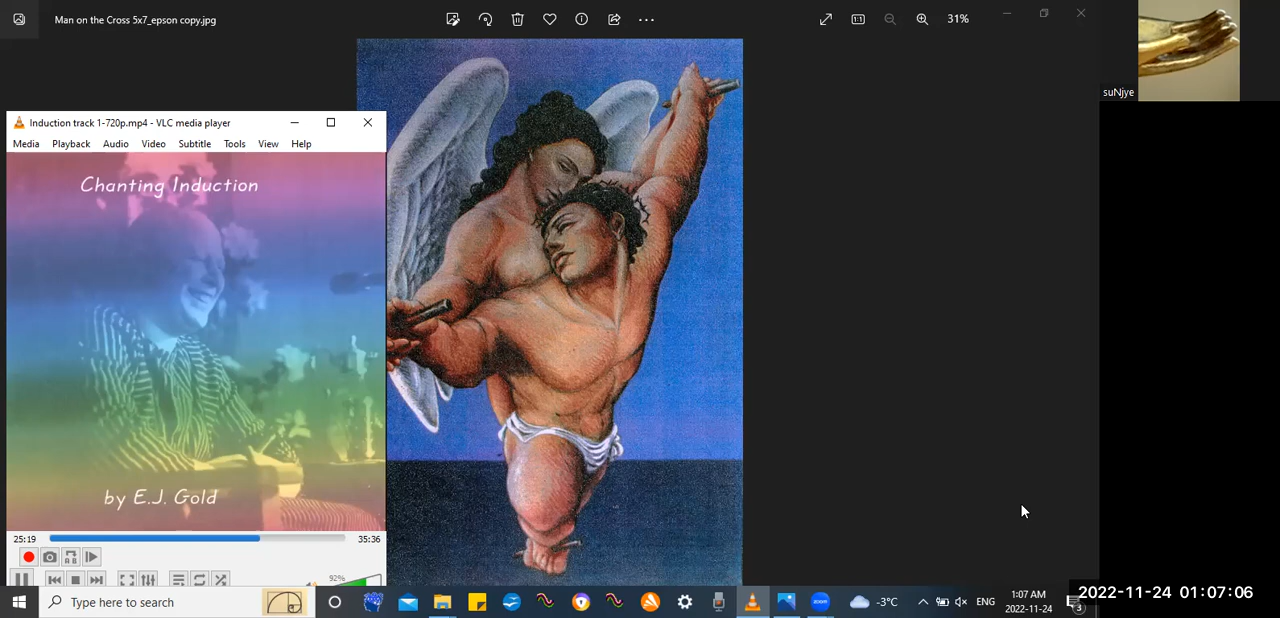 Man on the Cross 5x7_epson copy.jpg
31%
suNjye
Induction track 1-720p.mp4 - VLC media player
Media Playback Audio Video Subtitle Tools View Help
Chanting Induction
by E.J. Gold
25:19 35:36
92%
Type here to search
-3°C
ENG
1:07 AM
2022-11-24
3
2022-11-24 01:07:06